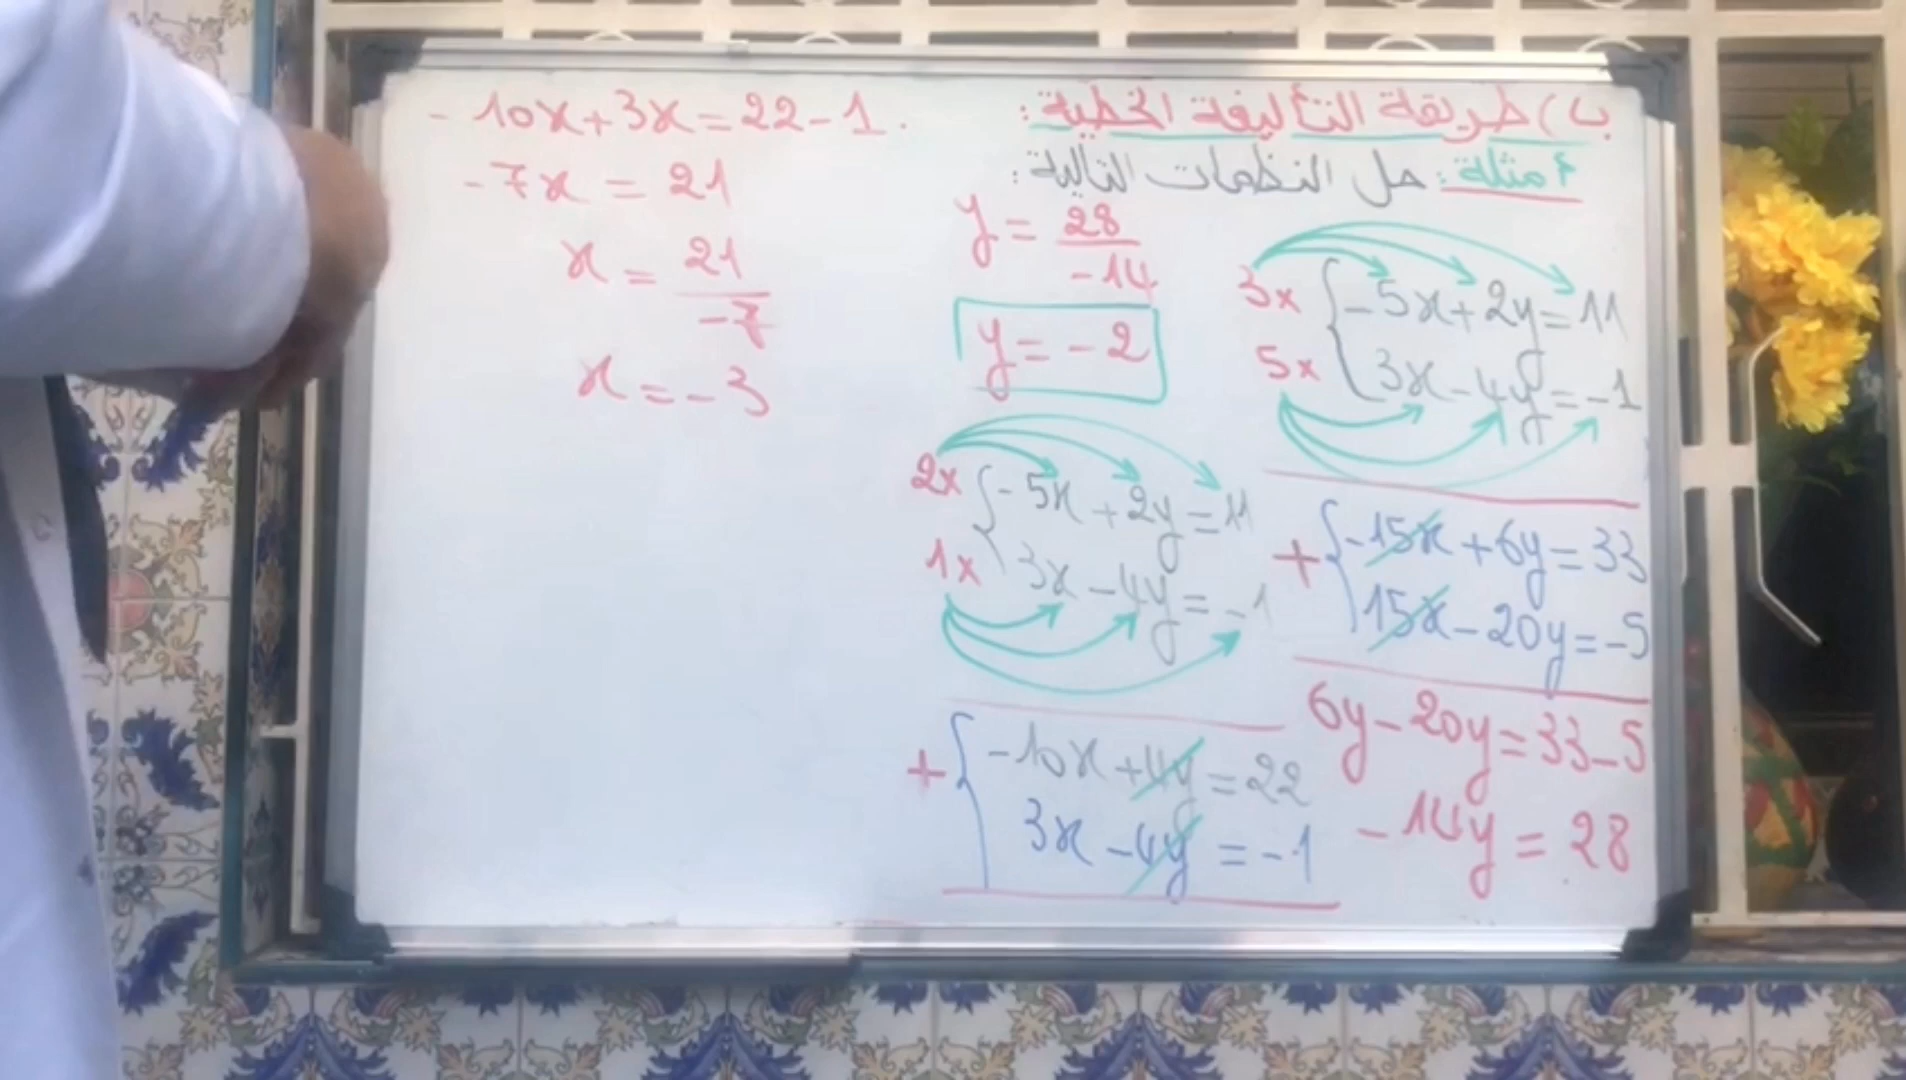 ب) طريقة التأليفة الخطية:
أمثلة: حل النظمات التالية:
3x { -5x+2y=11
5x { 3x-4y=-1
+ { -15x+6y=33
15x-20y=-5
6y-20y=33-5
-14y=28
y = 28/-14
y=-2
2x { -5x+2y=11
1x { 3x-4y=-1
+ { -10x+4y=22
3x-4y=-1
-10x+3x=22-1.
-7x=21
x = 21/-7
x=-3